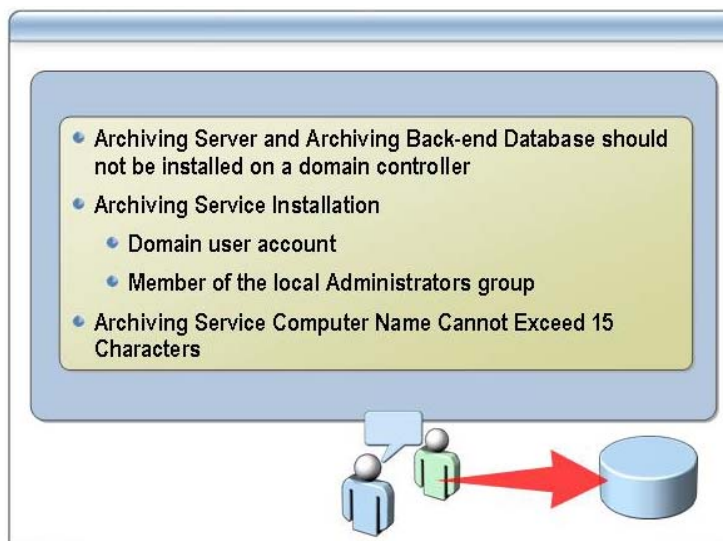 Archiving Server and Archiving Back-end Database should
not be installed on a domain controller
Archiving Service Installation
Domain user account
Member of the local Administrators group
Archiving Service Computer Name Cannot Exceed 15
Characters